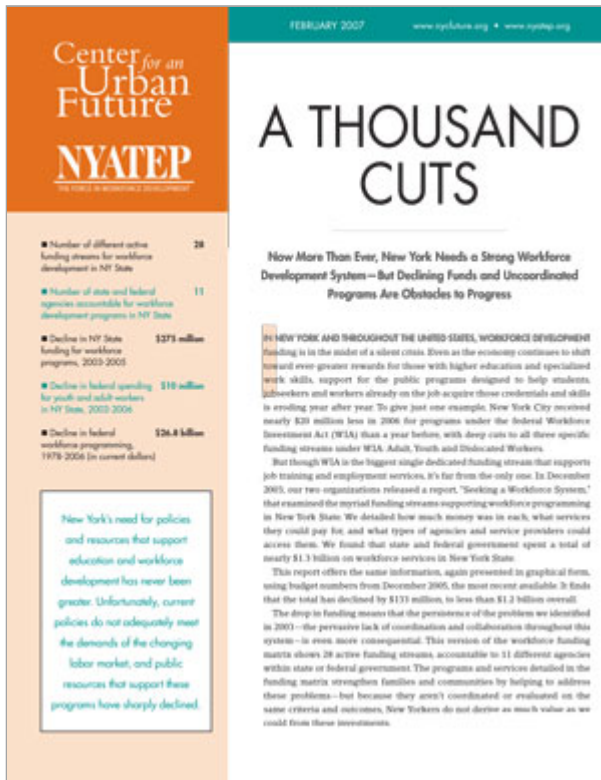 FEBRUARY 2007
www.nycfuture.org • www.nyatep.org
Center for an
Urban
Future
NYATEP
THE FORCE IN WORKFORCE DEVELOPMENT
A THOUSAND
CUTS
Now More Than Ever, New York Needs a Strong Workforce
Development System—But Declining Funds and Uncoordinated
Programs Are Obstacles to Progress
■ Number of different active 28
funding streams for workforce
development in NY State
■ Number of state and federal 11
agencies accountable for workforce
development programs in NY State
■ Decline in NY State $275 million
funding for workforce
programs, 2003-2005
■ Decline in federal spending $10 million
for youth and adult workers
in NY State, 2003-2006
■ Decline in federal $26.8 billion
workforce programming,
1978-2006 (in current dollars)
New York's need for policies
and resources that support
education and workforce
development has never been
greater. Unfortunately, current
policies do not adequately meet
the demands of the changing
labor market, and public
resources that support these
programs have sharply declined.
IN NEW YORK AND THROUGHOUT THE UNITED STATES, WORKFORCE DEVELOPMENT
funding is in the midst of a silent crisis. Even as the economy continues to shift
toward ever-greater rewards for those with higher education and specialized
work skills, support for the public programs designed to help students,
jobseekers and workers already on the job acquire those credentials and skills
is eroding year after year. To give just one example, New York City received
nearly $20 million less in 2006 for programs under the federal Workforce
Investment Act (WIA) than a year before, with deep cuts to all three specific
funding streams under WIA: Adult, Youth and Dislocated Workers.
But though WIA is the biggest single dedicated funding stream that supports
job training and employment services, it's far from the only one. In December
2003, our two organizations released a report, "Seeking a Workforce System,"
that examined the myriad funding streams supporting workforce programming
in New York State. We detailed how much money was in each, what services
they could pay for, and what types of agencies and service providers could
access them. We found that state and federal government spent a total of
nearly $1.3 billion on workforce services in New York State.
This report offers the same information, again presented in graphical form,
using budget numbers from December 2005, the most recent available. It finds
that the total has declined by $133 million, to less than $1.2 billion overall.
The drop in funding means that the persistence of the problem we identified
in 2003—the pervasive lack of coordination and collaboration throughout this
system—is even more consequential. This version of the workforce funding
matrix shows 28 active funding streams, accountable to 11 different agencies
within state or federal government. The programs and services detailed in the
funding matrix strengthen families and communities by helping to address
these problems—but because they aren't coordinated or evaluated on the
same criteria and outcomes, New Yorkers do not derive as much value as we
could from these investments.